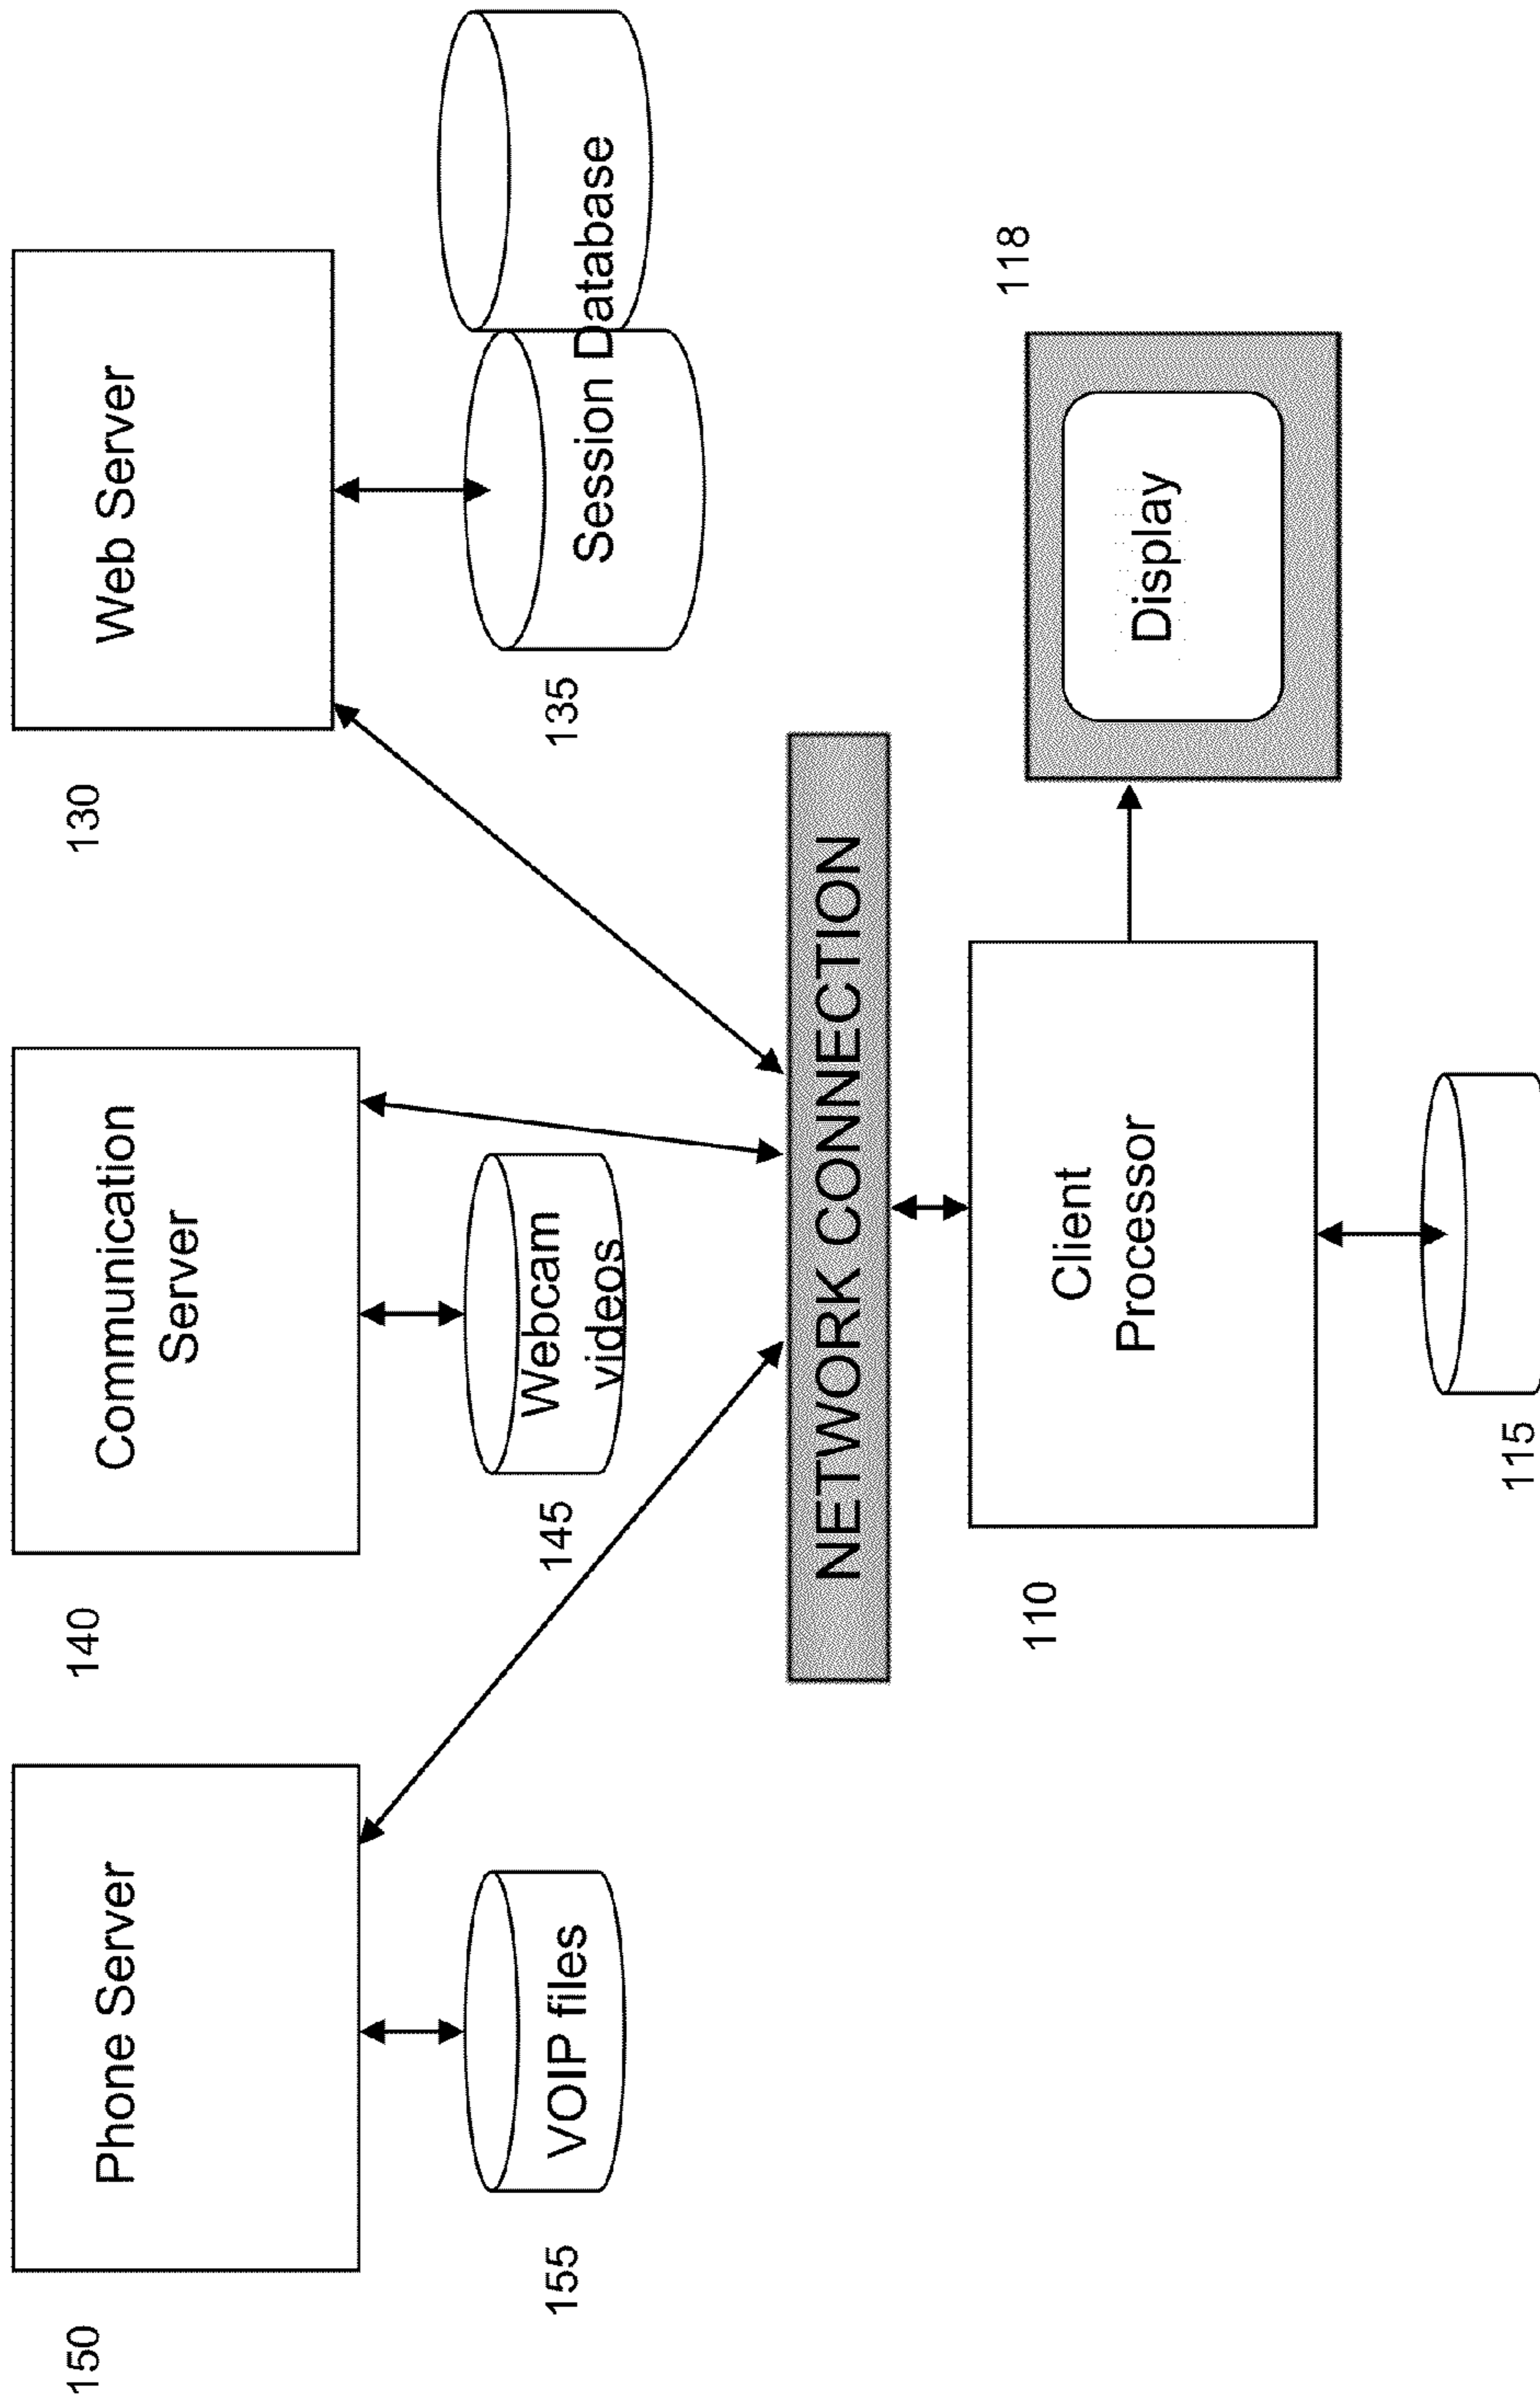 150
Phone Server
140
Communication
Server
130
Web Server
155
VOIP files
145
Webcam
videos
135
Session Database
NETWORK CONNECTION
110
Client
Processor
118
Display
115